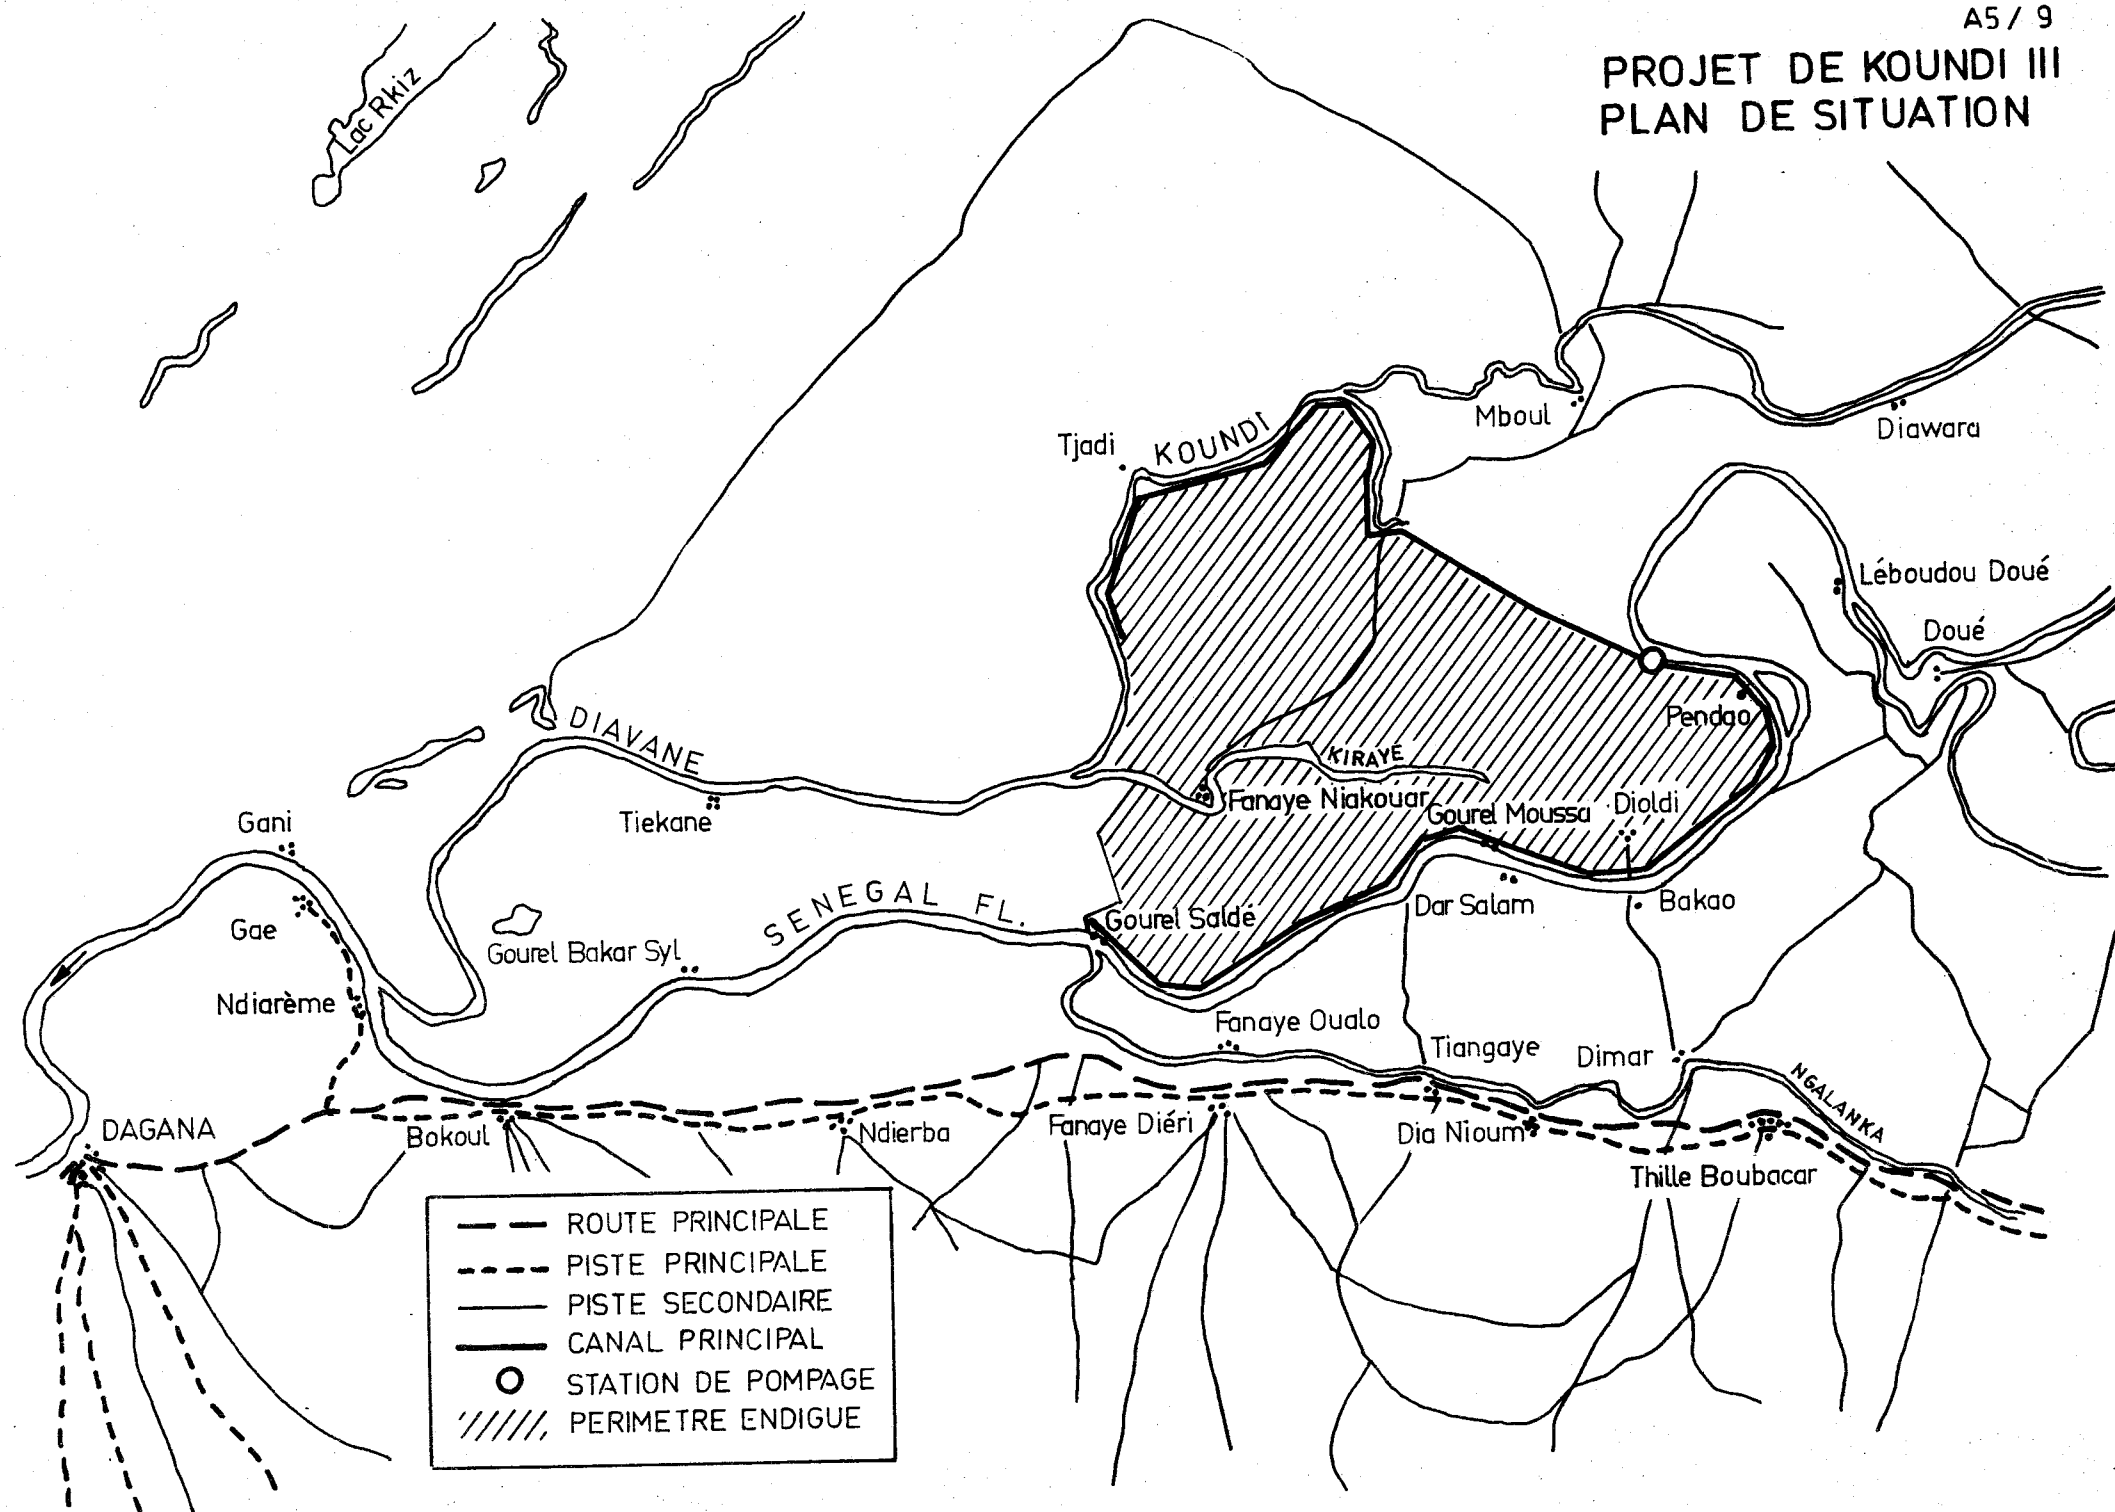 A5/ 9
PROJET DE KOUNDI III
PLAN DE SITUATION
Lac Rkiz
Mboul
Diawara
Tjadi
KOUNDI
Léboudou Doué
Doué
Pendao
DIAVANE
KIRAYE
Tiekane
Fanaye Niakouar
Gourel Moussa
Dioldi
Gani
Gae
Gourel Bakar Syl
SENEGAL FL.
Gourel Saldé
Dar Salam
Bakao
Ndiarème
Fanaye Oualo
Tiangaye
Dimar
NGALANKA
DAGANA
Bokoul
Ndierba
Fanaye Diéri
Dia Nioum
Thille Boubacar
ROUTE PRINCIPALE
PISTE PRINCIPALE
PISTE SECONDAIRE
CANAL PRINCIPAL
STATION DE POMPAGE
PERIMETRE ENDIGUE